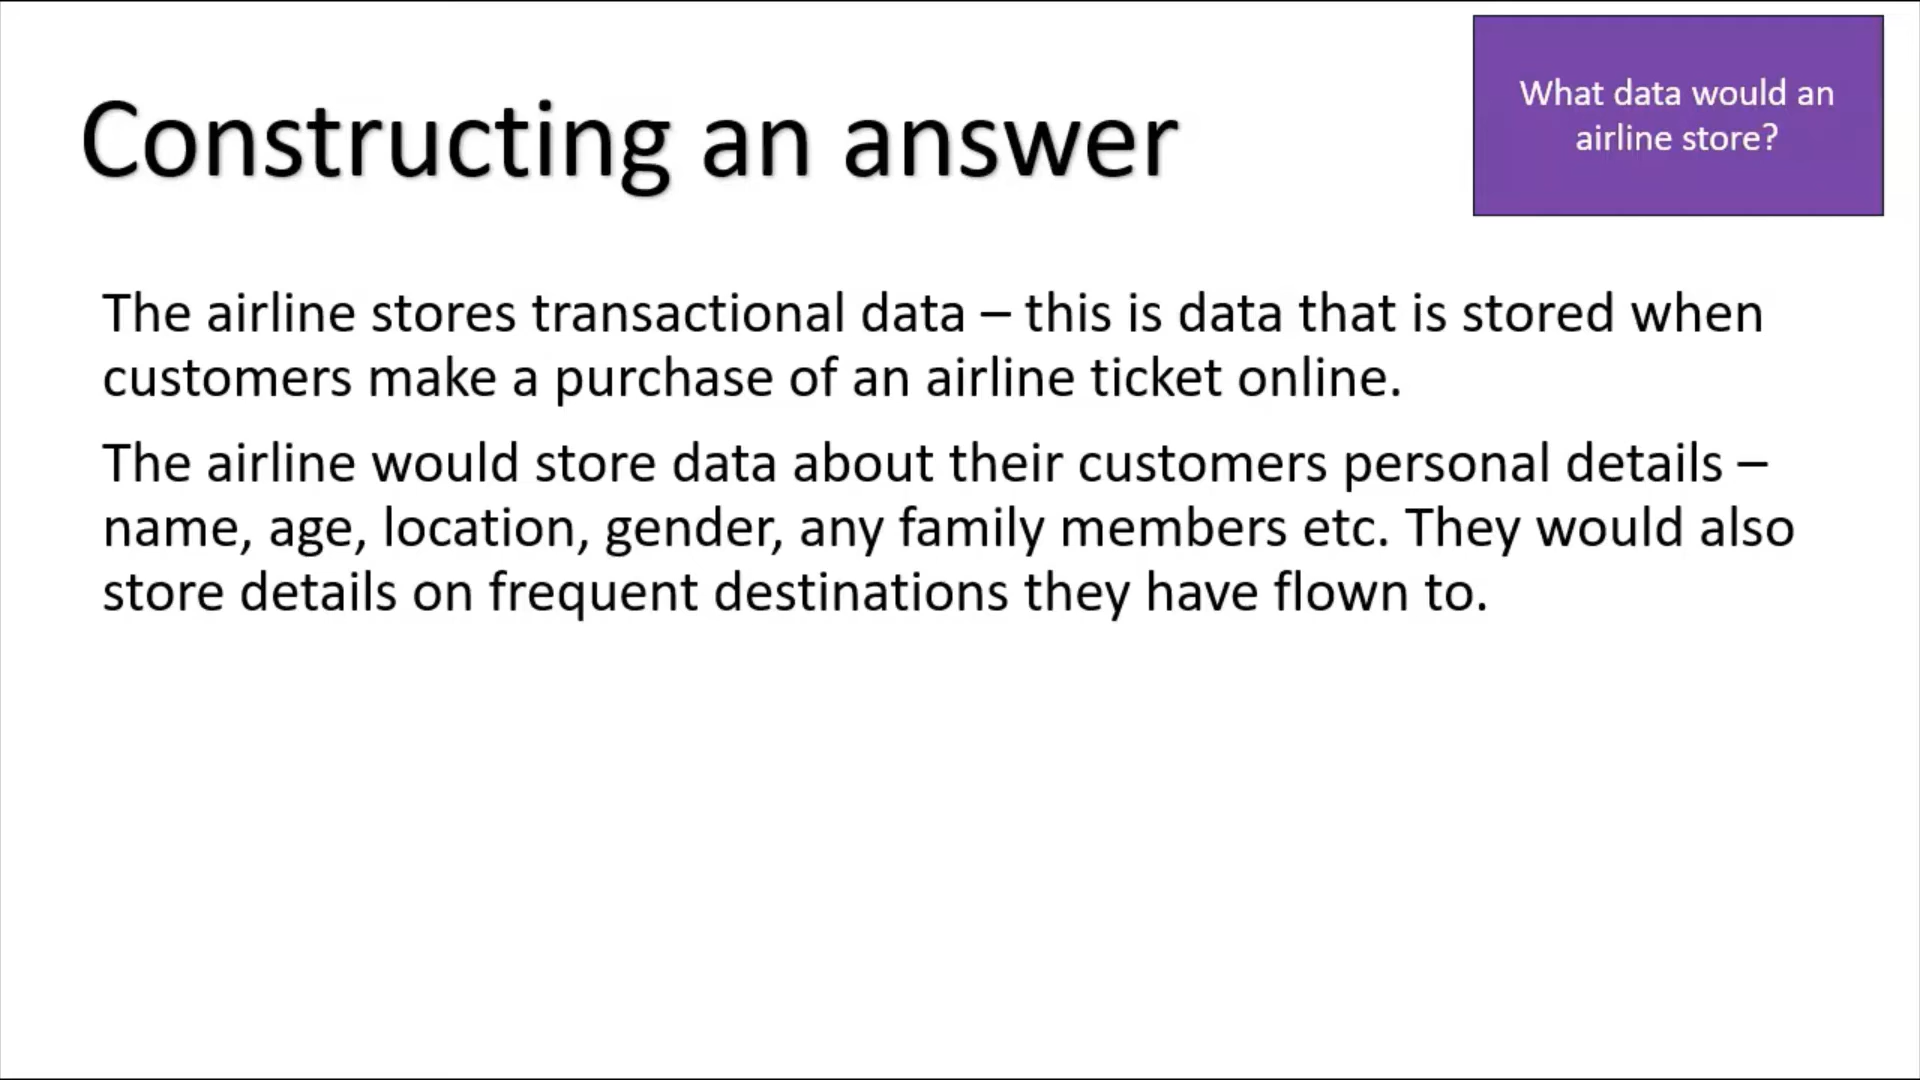 Constructing an answer
What data would an
airline store?
The airline stores transactional data – this is data that is stored when
customers make a purchase of an airline ticket online.
The airline would store data about their customers personal details –
name, age, location, gender, any family members etc. They would also
store details on frequent destinations they have flown to.